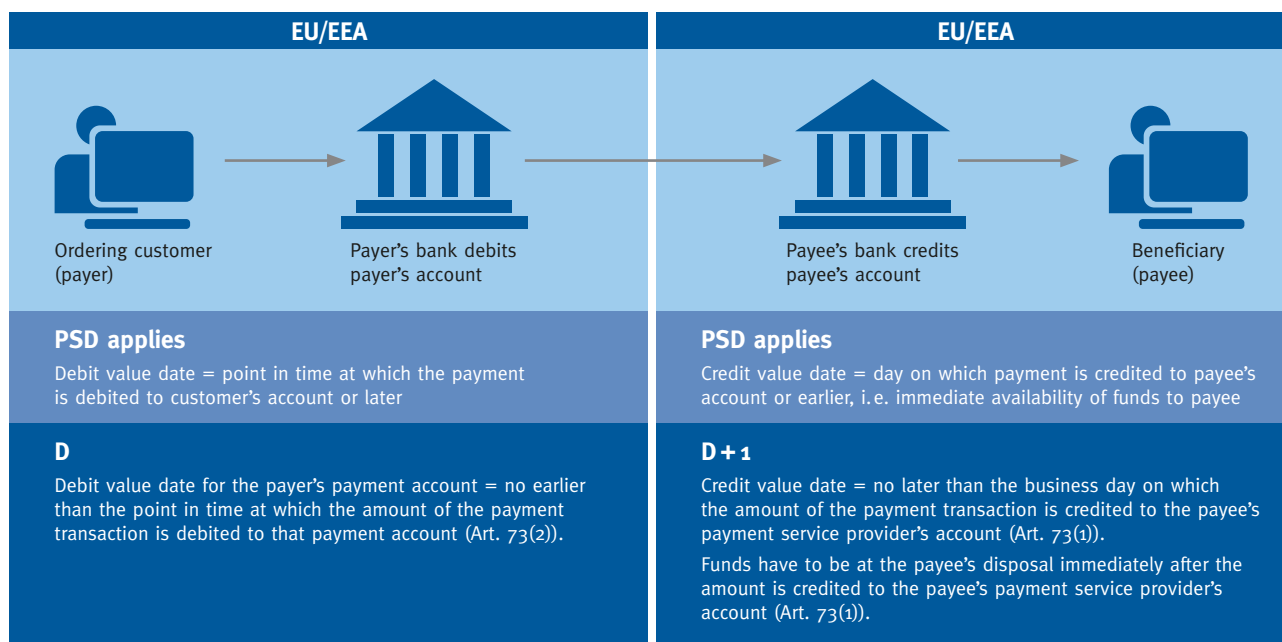 EU/EEA
Ordering customer
(payer)
Payer's bank debits
payer's account
PSD applies
Debit value date = point in time at which the payment
is debited to customer's account or later
D
Debit value date for the payer's payment account = no earlier
than the point in time at which the amount of the payment
transaction is debited to that payment account (Art. 73(2)).
EU/EEA
Payee's bank credits
payee's account
Beneficiary
(payee)
PSD applies
Credit value date = day on which payment is credited to payee's
account or earlier, i. e. immediate availability of funds to payee
D + 1
Credit value date = no later than the business day on which
the amount of the payment transaction is credited to the payee's
payment service provider's account (Art. 73(1)).
Funds have to be at the payee's disposal immediately after the
amount is credited to the payee's payment service provider's
account (Art. 73(1)).